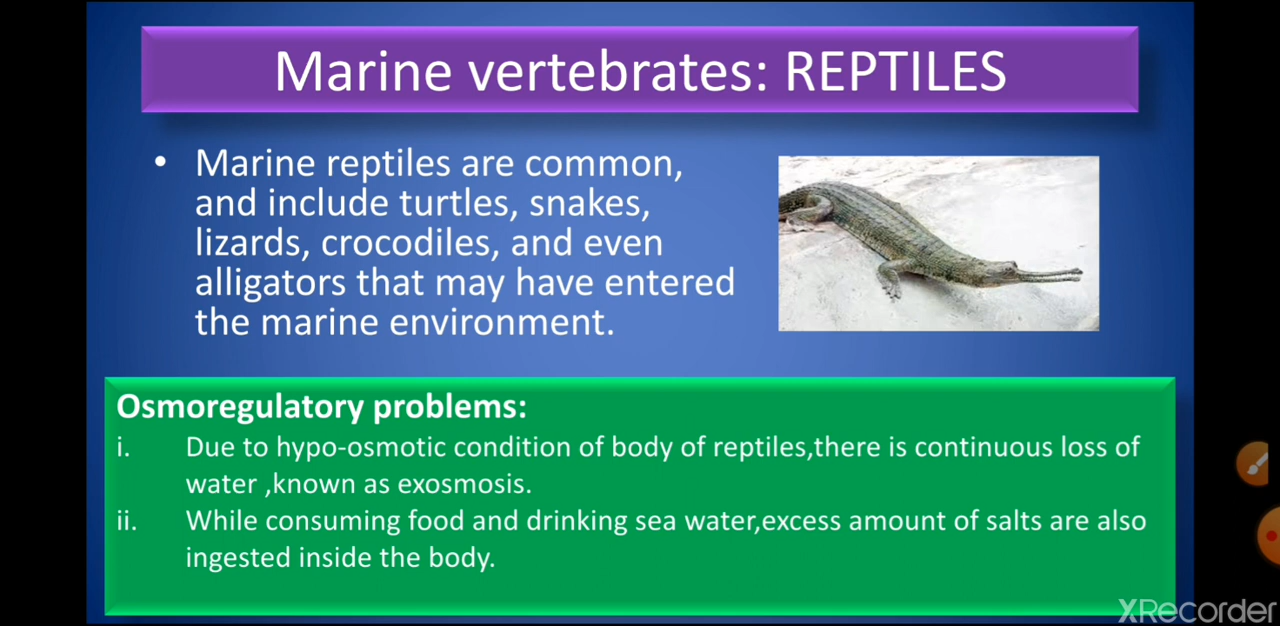 Marine vertebrates: REPTILES
• Marine reptiles are common,
and include turtles, snakes,
lizards, crocodiles, and even
alligators that may have entered
the marine environment.
Osmoregulatory problems:
i. Due to hypo-osmotic condition of body of reptiles,there is continuous loss of
water ,known as exosmosis.
ii. While consuming food and drinking sea water,excess amount of salts are also
ingested inside the body.
XRecorder